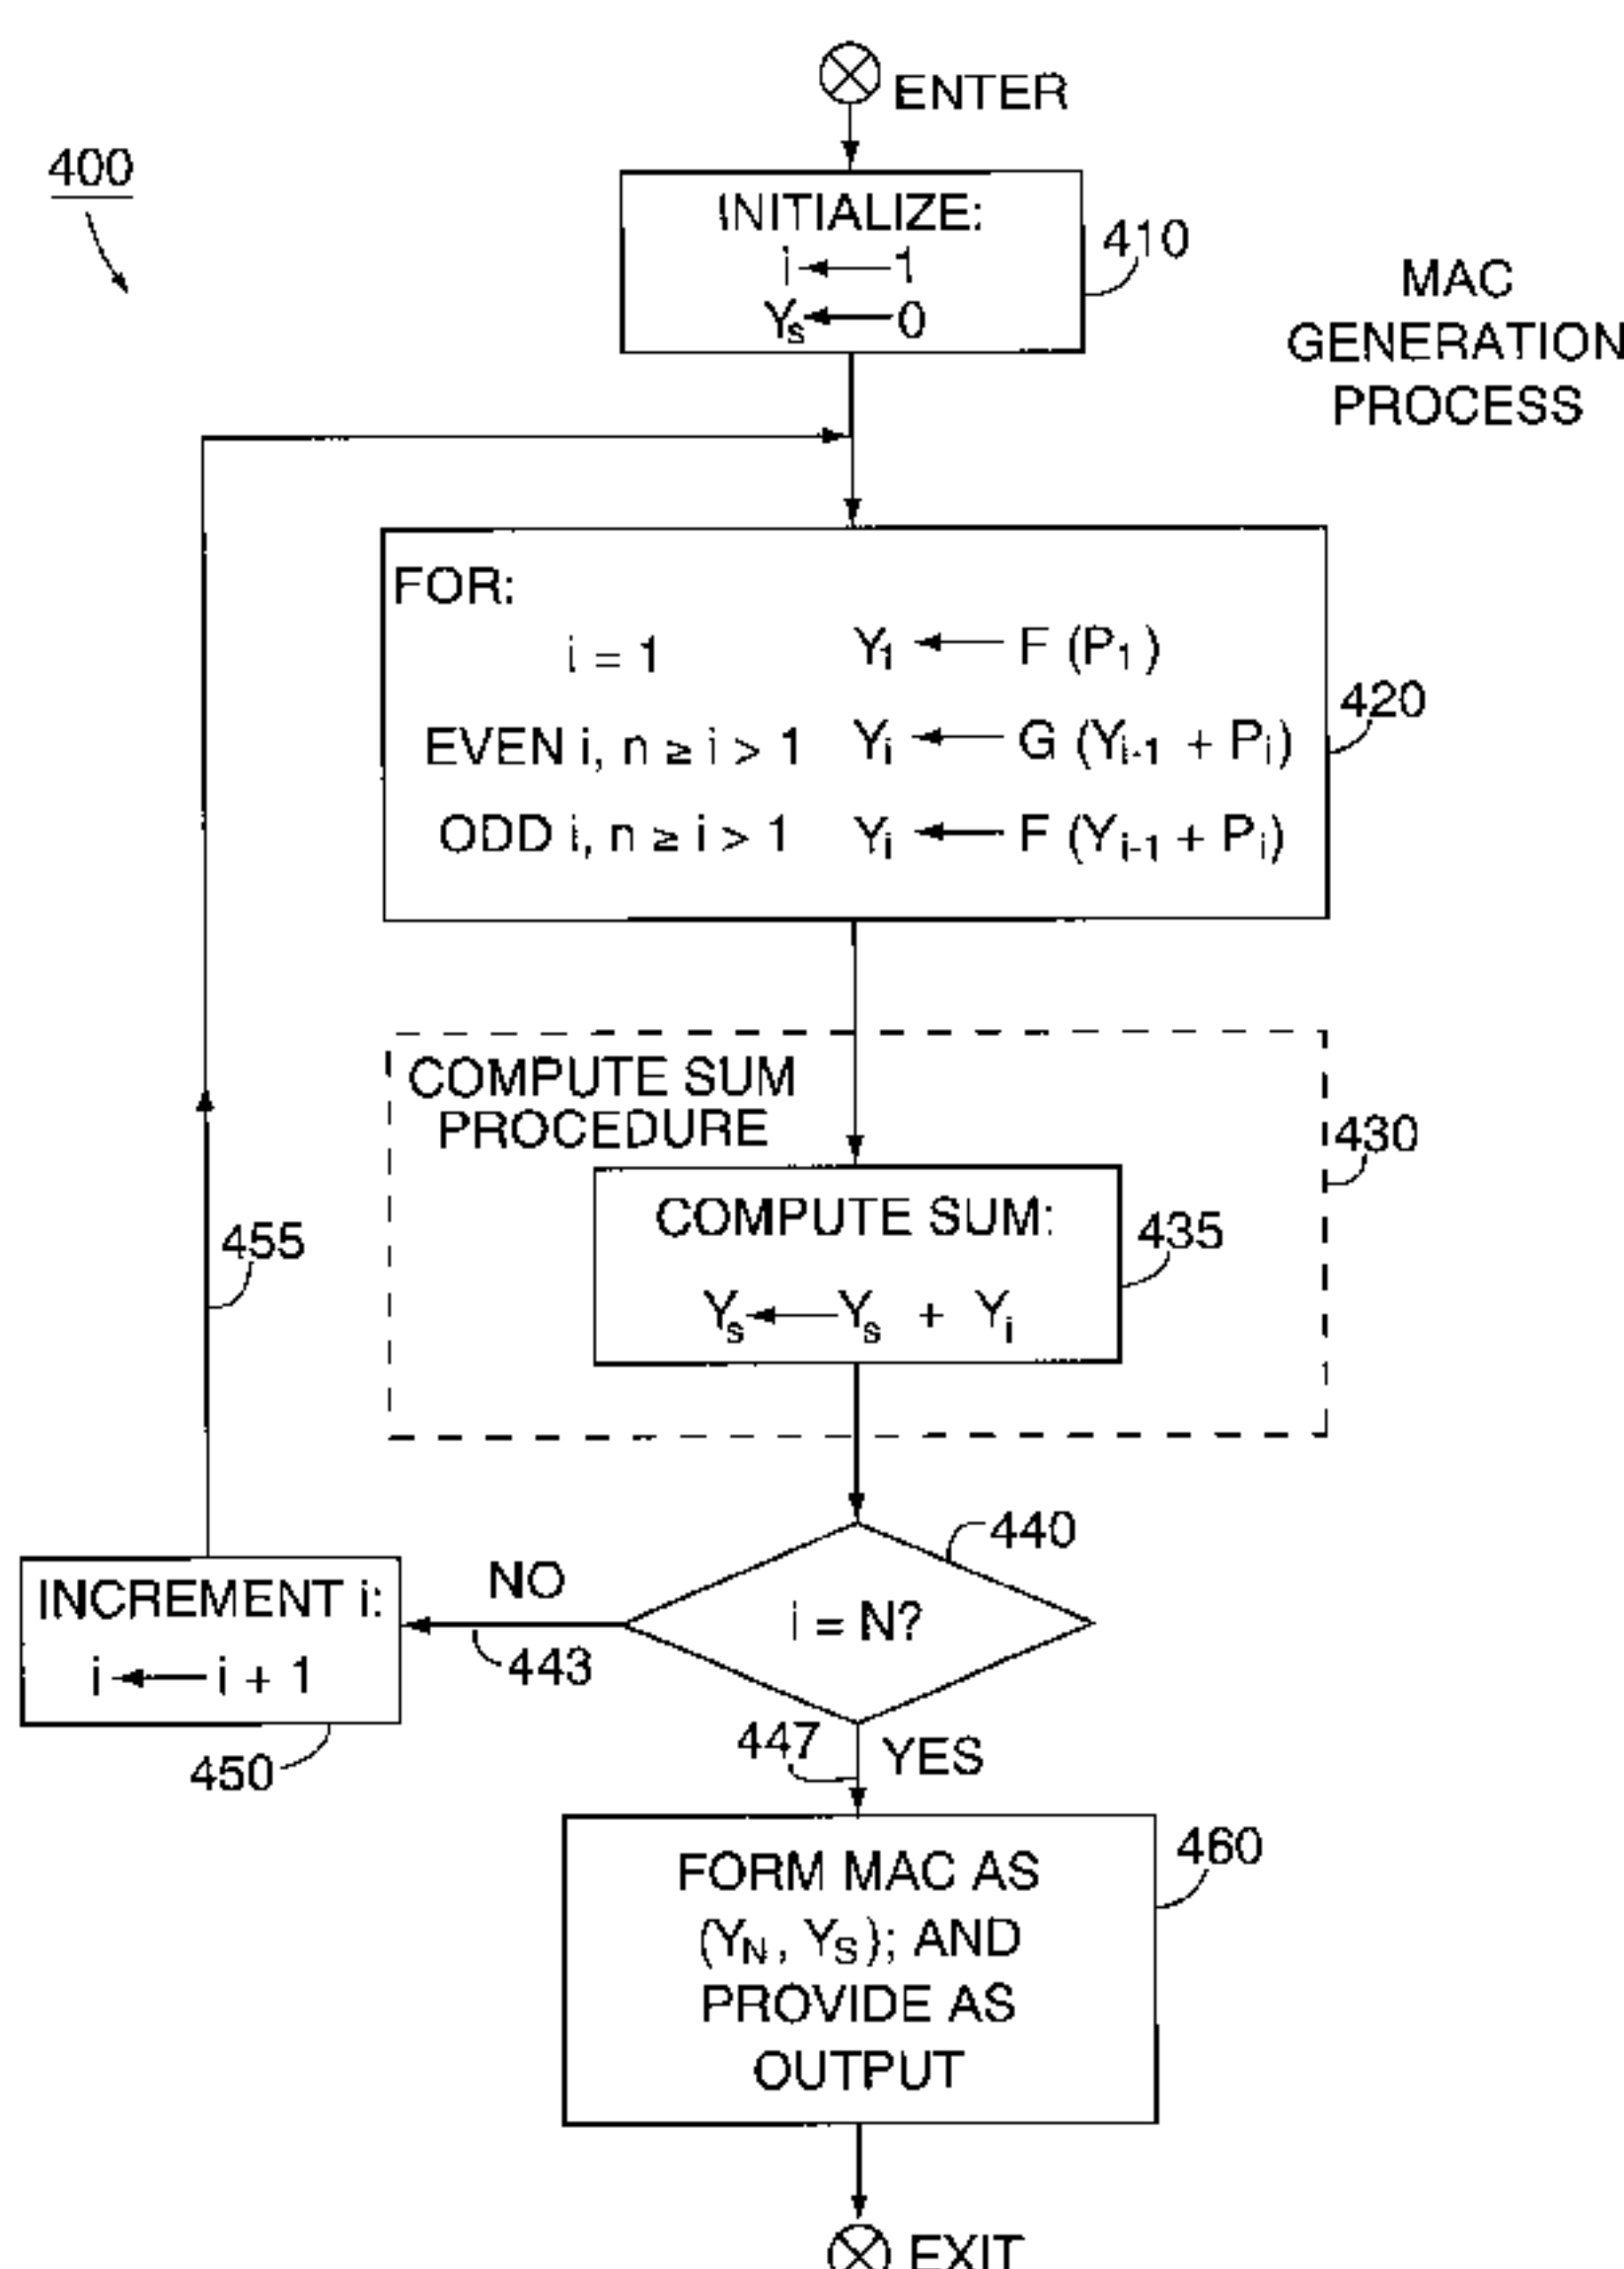 ENTER
400
INITIALIZE:
i ← 1
Yₛ ← 0
410
MAC
GENERATION
PROCESS
FOR:
i = 1 Y₁ ← F (P₁)
EVEN i, n ≥ i > 1 Yᵢ ← G (Yᵢ₋₁ + Pᵢ)
ODD i, n ≥ i > 1 Yᵢ ← F (Yᵢ₋₁ + Pᵢ)
420
COMPUTE SUM
PROCEDURE
430
COMPUTE SUM:
Yₛ ← Yₛ + Yᵢ
435
455
440
i = N?
NO
443
INCREMENT i:
i ← i + 1
450
447
YES
FORM MAC AS
(Y_N, Y_S); AND
PROVIDE AS
OUTPUT
460
EXIT